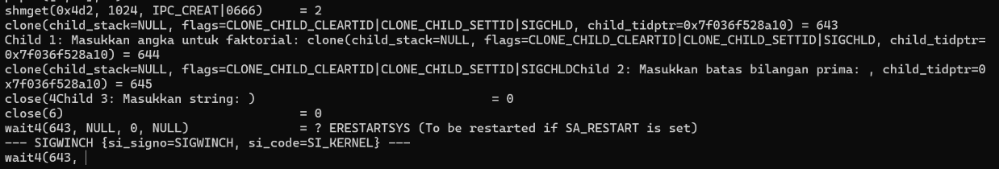 shmget(0x4d2, 1024, IPC_CREAT|0666)     = 2
clone(child_stack=NULL, flags=CLONE_CHILD_CLEARTID|CLONE_CHILD_SETTID|SIGCHLD, child_tidptr=0x7f036f528a10) = 643
Child 1: Masukkan angka untuk faktorial: clone(child_stack=NULL, flags=CLONE_CHILD_CLEARTID|CLONE_CHILD_SETTID|SIGCHLD, child_tidptr=
0x7f036f528a10) = 644
clone(child_stack=NULL, flags=CLONE_CHILD_CLEARTID|CLONE_CHILD_SETTID|SIGCHLDChild 2: Masukkan batas bilangan prima: , child_tidptr=0
x7f036f528a10) = 645
close(4Child 3: Masukkan string: )                                = 0
close(6)                                = 0
wait4(643, NULL, 0, NULL)               = ? ERESTARTSYS (To be restarted if SA_RESTART is set)
--- SIGWINCH {si_signo=SIGWINCH, si_code=SI_KERNEL} ---
wait4(643,